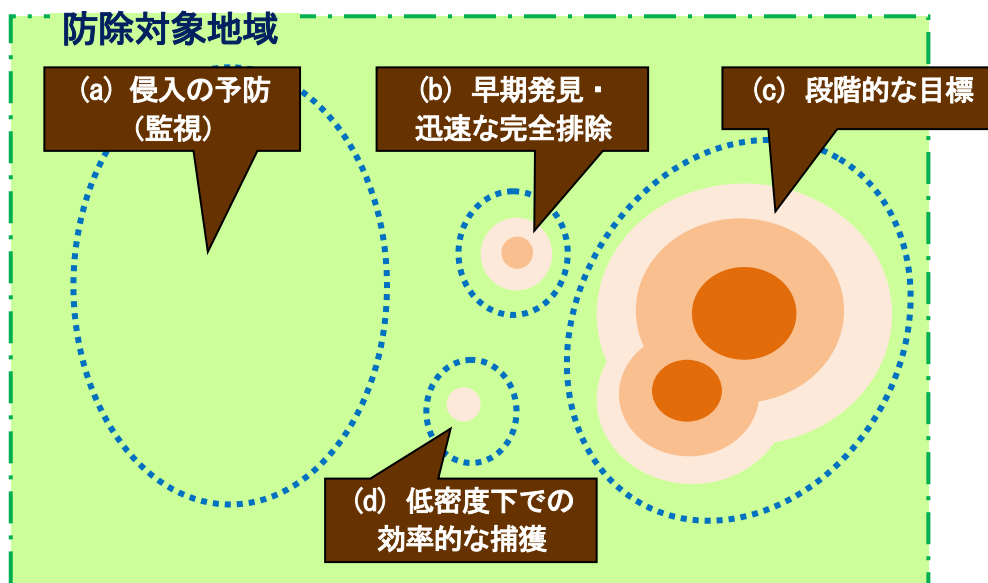 防除対象地域
(a) 侵入の予防
（監視）
(b) 早期発見・
迅速な完全排除
(c) 段階的な目標
(d) 低密度下での
効率的な捕獲